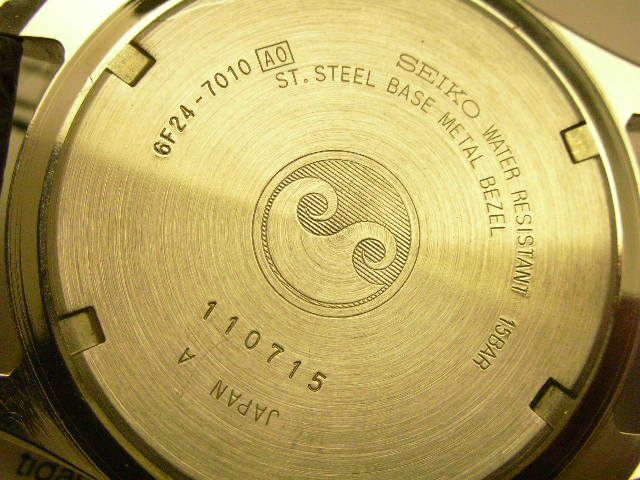 6F24-7010 A0
SEIKO WATER RESISTANT 15BAR
ST. STEEL BASE METAL BEZEL
110715
JAPAN A